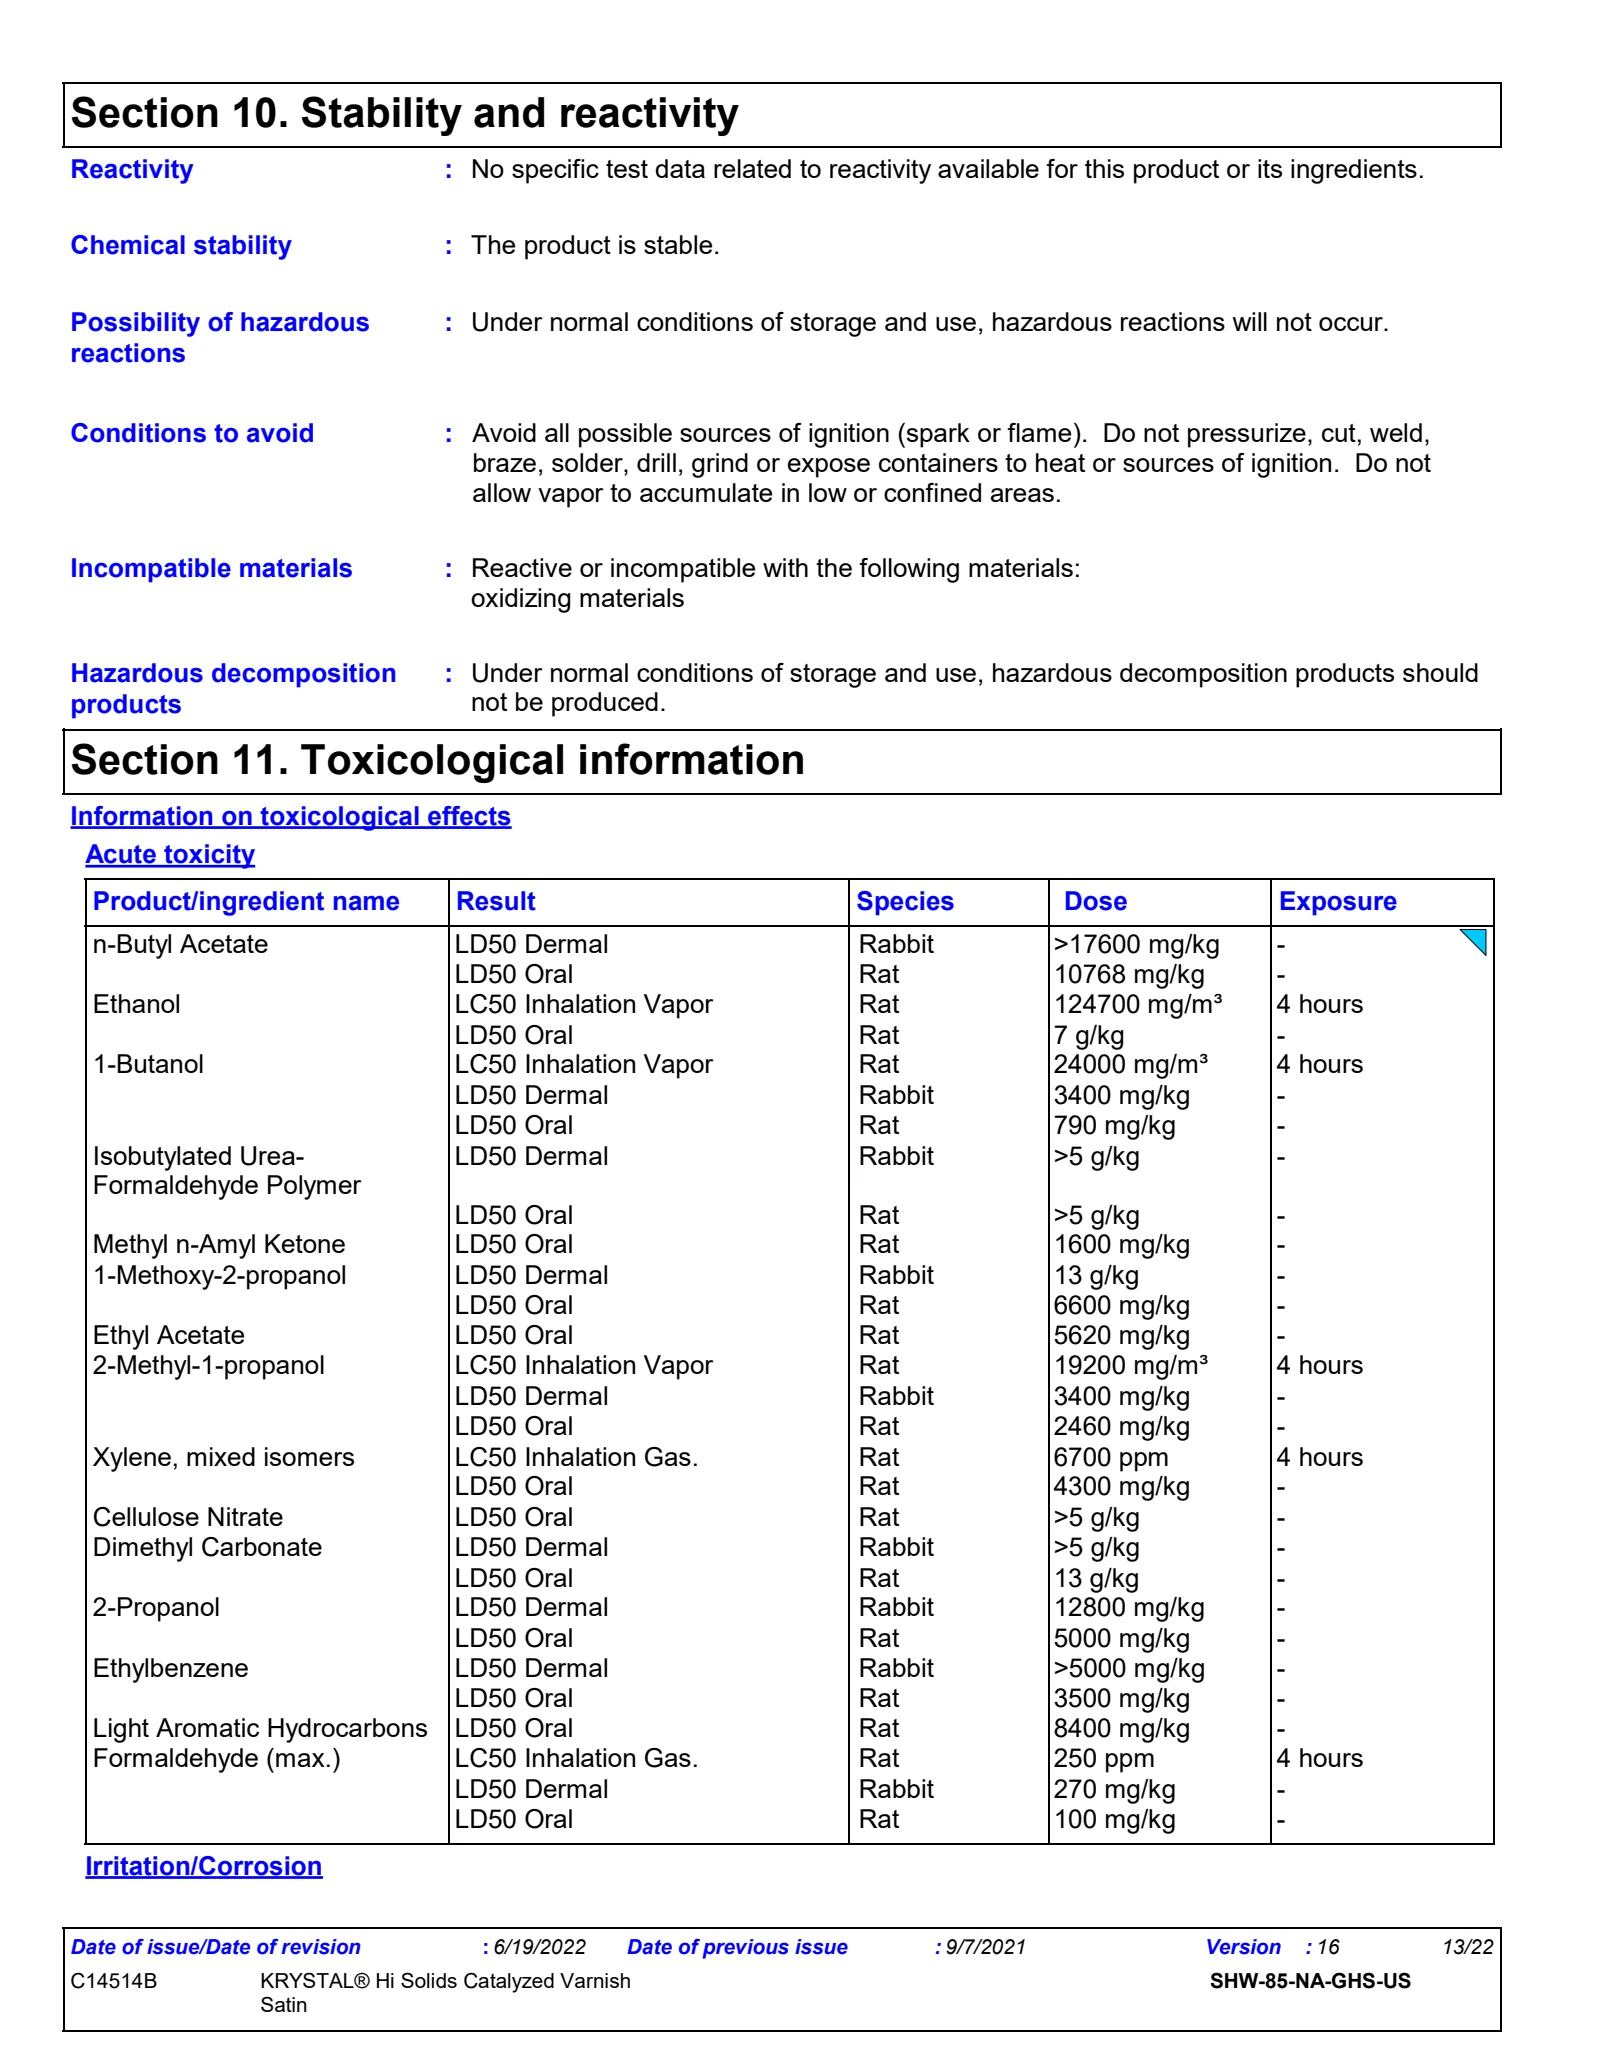 Section 10. Stability and reactivity
Reactivity : No specific test data related to reactivity available for this product or its ingredients.
Chemical stability : The product is stable.
Possibility of hazardous : Under normal conditions of storage and use, hazardous reactions will not occur.
reactions
Conditions to avoid : Avoid all possible sources of ignition (spark or flame). Do not pressurize, cut, weld,
braze, solder, drill, grind or expose containers to heat or sources of ignition. Do not
allow vapor to accumulate in low or confined areas.
Incompatible materials : Reactive or incompatible with the following materials:
oxidizing materials
Hazardous decomposition : Under normal conditions of storage and use, hazardous decomposition products should
products not be produced.
Section 11. Toxicological information
Information on toxicological effects
Acute toxicity
Product/ingredient name Result Species Dose Exposure
n-Butyl Acetate LD50 Dermal Rabbit >17600 mg/kg -
LD50 Oral Rat 10768 mg/kg -
Ethanol LC50 Inhalation Vapor Rat 124700 mg/m³ 4 hours
LD50 Oral Rat 7 g/kg -
1-Butanol LC50 Inhalation Vapor Rat 24000 mg/m³ 4 hours
LD50 Dermal Rabbit 3400 mg/kg -
LD50 Oral Rat 790 mg/kg -
Isobutylated Urea- LD50 Dermal Rabbit >5 g/kg -
Formaldehyde Polymer
LD50 Oral Rat >5 g/kg -
Methyl n-Amyl Ketone LD50 Oral Rat 1600 mg/kg -
1-Methoxy-2-propanol LD50 Dermal Rabbit 13 g/kg -
LD50 Oral Rat 6600 mg/kg -
Ethyl Acetate LD50 Oral Rat 5620 mg/kg -
2-Methyl-1-propanol LC50 Inhalation Vapor Rat 19200 mg/m³ 4 hours
LD50 Dermal Rabbit 3400 mg/kg -
LD50 Oral Rat 2460 mg/kg -
Xylene, mixed isomers LC50 Inhalation Gas. Rat 6700 ppm 4 hours
LD50 Oral Rat 4300 mg/kg -
Cellulose Nitrate LD50 Oral Rat >5 g/kg -
Dimethyl Carbonate LD50 Dermal Rabbit >5 g/kg -
LD50 Oral Rat 13 g/kg -
2-Propanol LD50 Dermal Rabbit 12800 mg/kg -
LD50 Oral Rat 5000 mg/kg -
Ethylbenzene LD50 Dermal Rabbit >5000 mg/kg -
LD50 Oral Rat 3500 mg/kg -
Light Aromatic Hydrocarbons LD50 Oral Rat 8400 mg/kg -
Formaldehyde (max.) LC50 Inhalation Gas. Rat 250 ppm 4 hours
LD50 Dermal Rabbit 270 mg/kg -
LD50 Oral Rat 100 mg/kg -
Irritation/Corrosion
Date of issue/Date of revision : 6/19/2022 Date of previous issue : 9/7/2021 Version : 16 13/22
C14514B KRYSTAL® Hi Solids Catalyzed Varnish SHW-85-NA-GHS-US
Satin